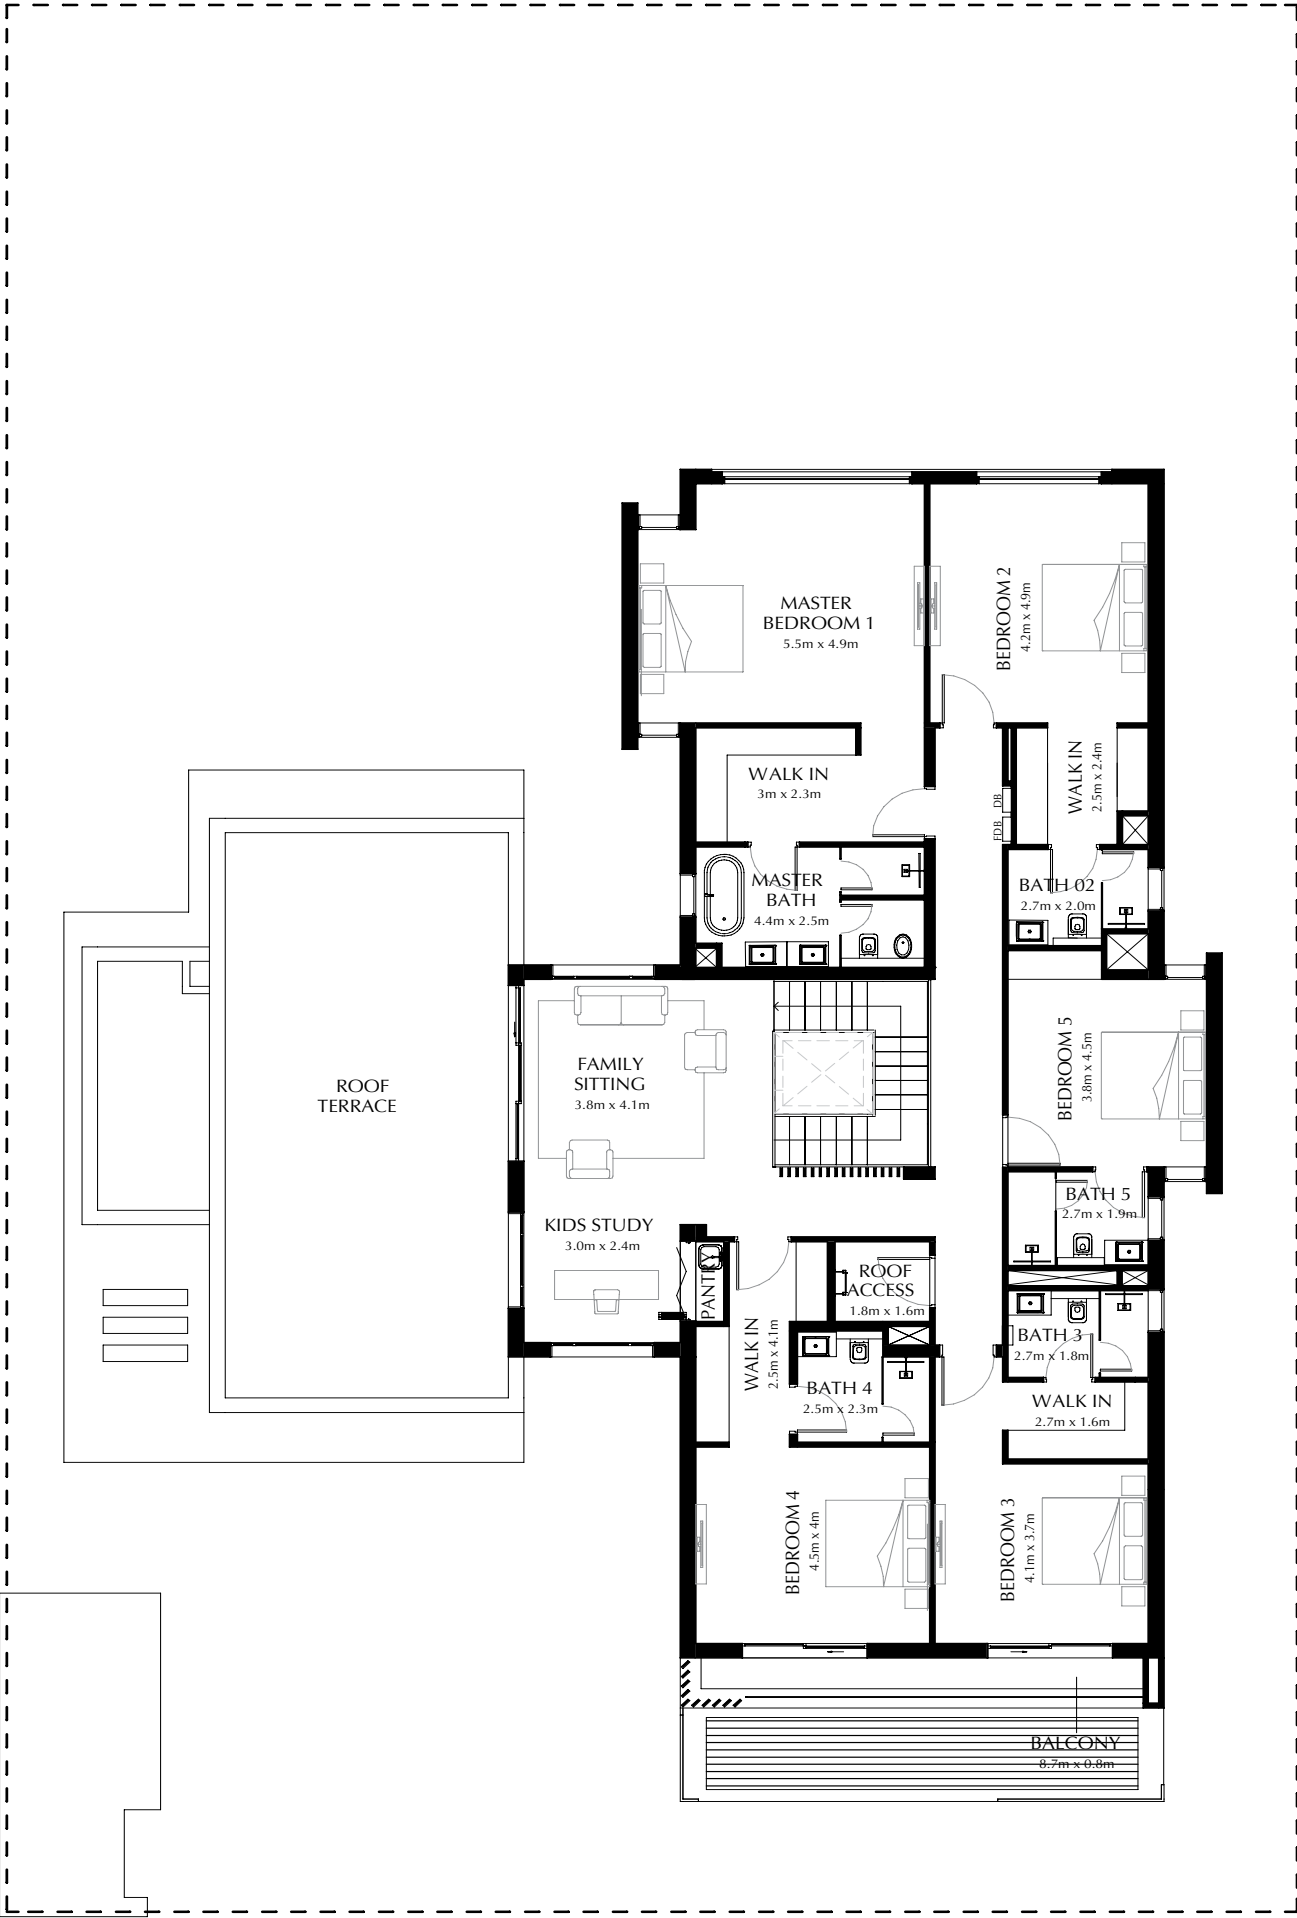 MASTER
BEDROOM 1
5.5m x 4.9m
BEDROOM 2
4.2m x 4.9m
WALK IN
3m x 2.3m
WALK IN
2.5m x 2.4m
DB
FDB
MASTER
BATH
4.4m x 2.5m
BATH 02
2.7m x 2.0m
ROOF
TERRACE
FAMILY
SITTING
3.8m x 4.1m
BEDROOM 5
3.8m x 4.5m
KIDS STUDY
3.0m x 2.4m
BATH 5
2.7m x 1.9m
PANTRY
ROOF
ACCESS
1.8m x 1.6m
WALK IN
2.5m x 4.1m
BATH 3
2.7m x 1.8m
BATH 4
2.5m x 2.3m
WALK IN
2.7m x 1.6m
BEDROOM 4
4.5m x 4m
BEDROOM 3
4.1m x 3.7m
BALCONY
8.7m x 0.8m